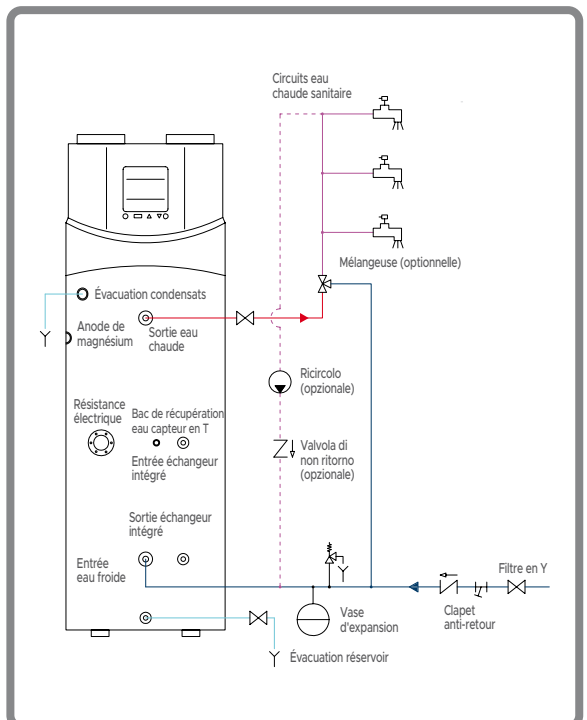 Circuits eau
chaude sanitaire
Mélangeuse (optionnelle)
Évacuation condensats
Anode de
magnésium
Sortie eau
chaude
Ricircolo
(opzionale)
Résistance
électrique
Bac de récupération
eau capteur en T
Entrée échangeur
intégré
Valvola di
non ritorno
(opzionale)
Sortie échangeur
intégré
Entrée
eau froide
Filtre en Y
Vase
d'expansion
Clapet
anti-retour
Évacuation réservoir